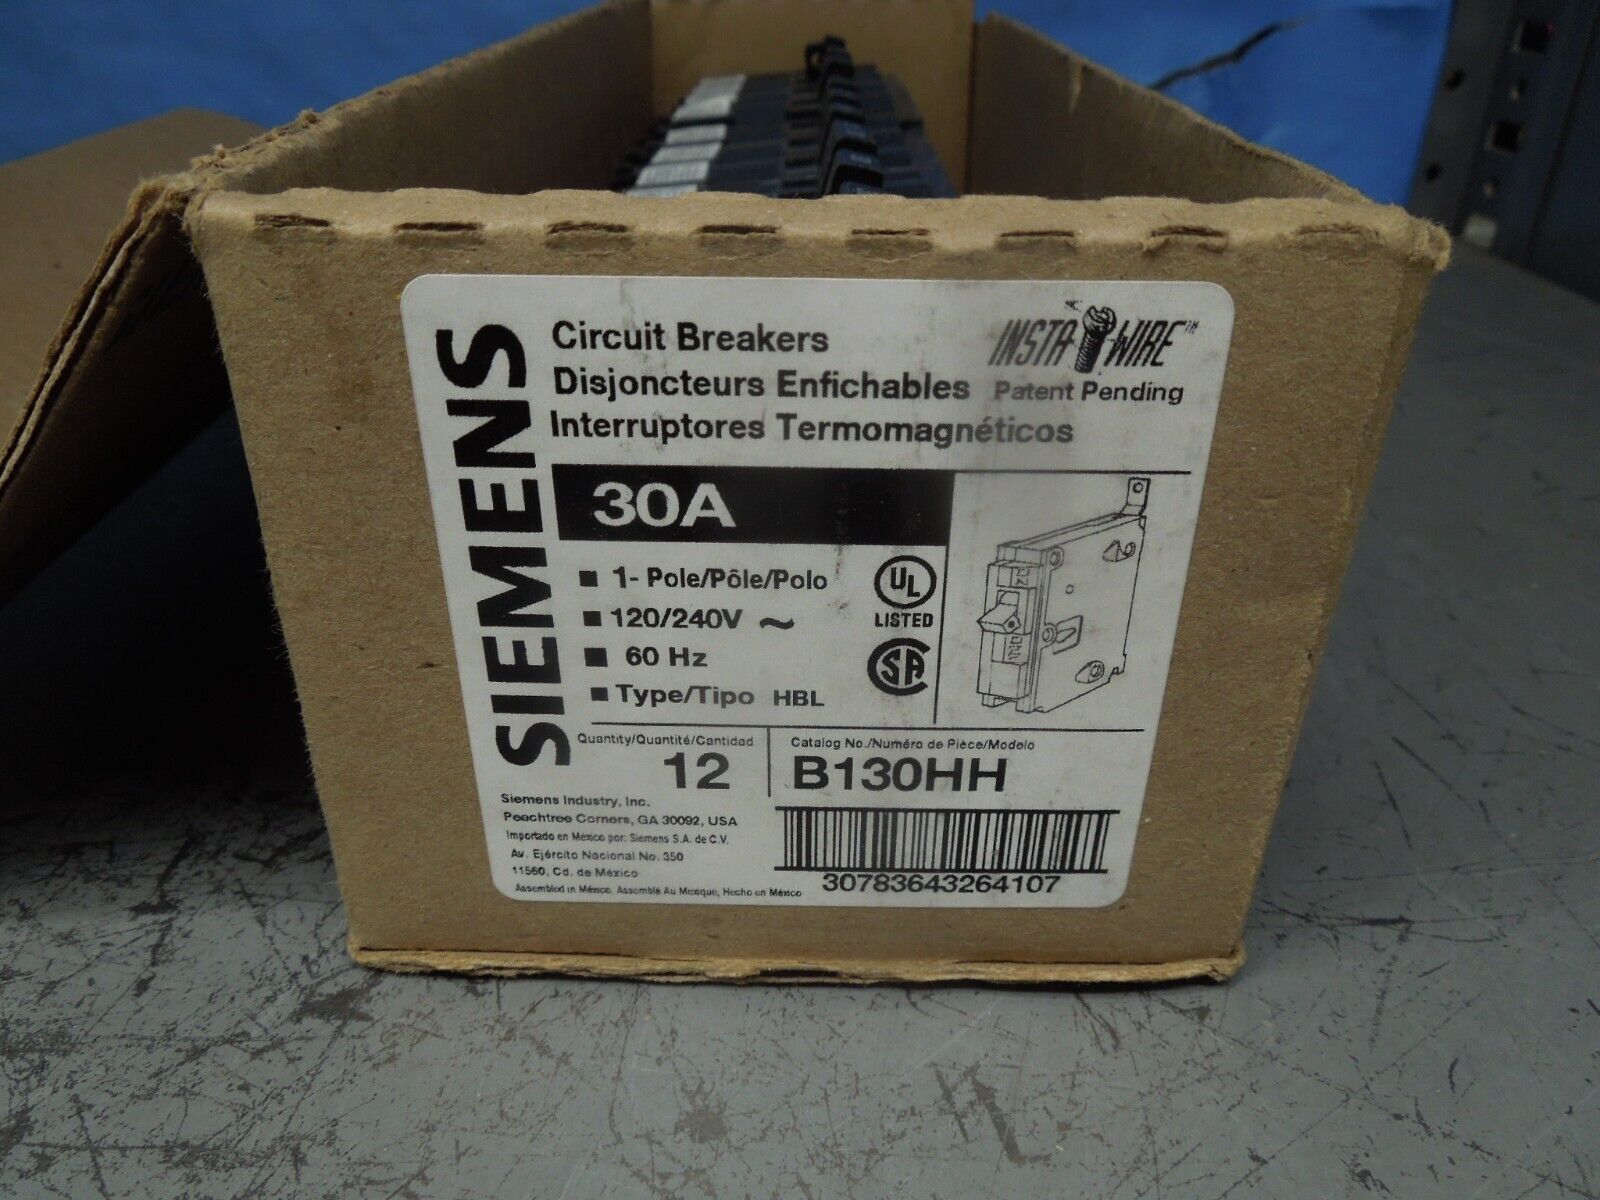 SIEMENS
Circuit Breakers
Disjoncteurs Enfichables
Interruptores Termomagnéticos
INSTA WIRE™
Patent Pending
30A
1- Pole/Pôle/Polo
120/240V ~
60 Hz
Type/Tipo HBL
UL
LISTED
SA
Quantity/Quantité/Cantidad
12
Catalog No./Numéro de Pièce/Modelo
B130HH
Siemens Industry, Inc.
Peachtree Corners, GA 30092, USA
Importado en México por: Siemens S.A. de C.V.
Av. Ejército Nacional No. 350
11560, Cd. de México
Assembled in México, Assemblé Au Mexique, Hecho en México
30783643264107